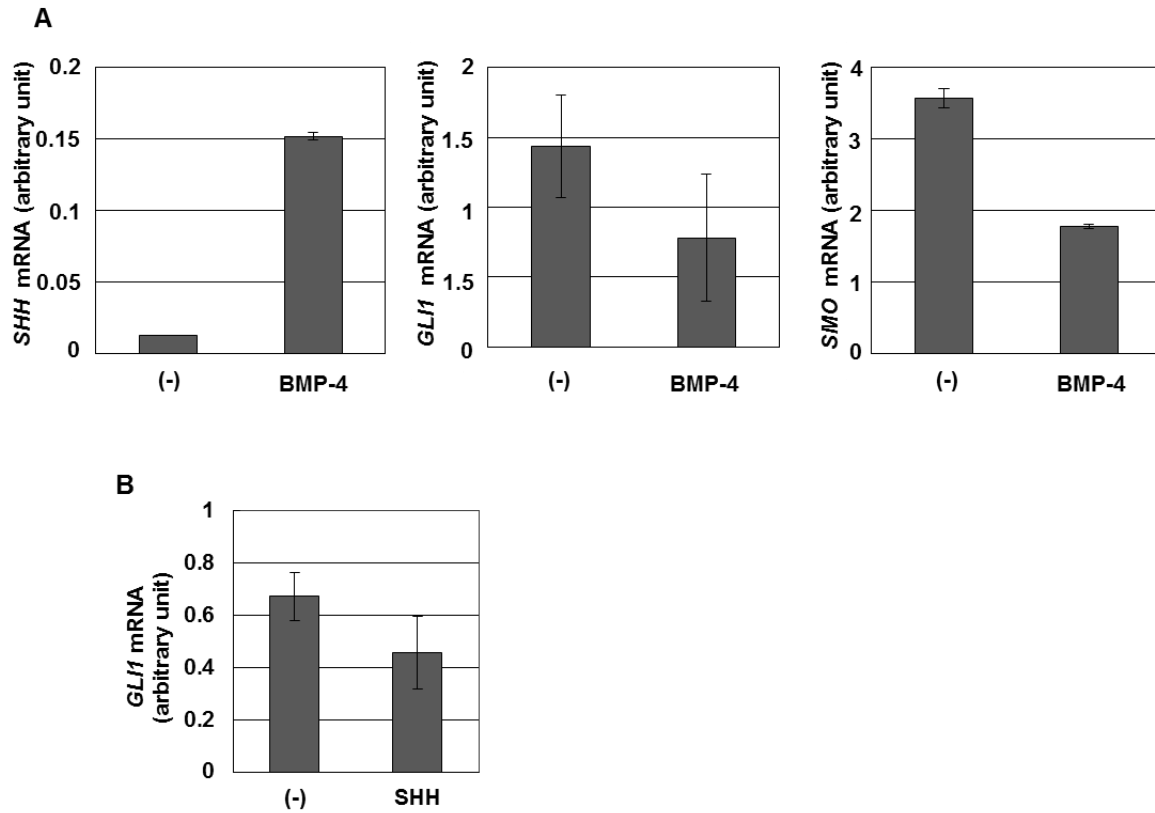 A
SHH mRNA (arbitrary unit)
0.2
0.15
0.1
0.05
0
(-)
BMP-4
GLI1 mRNA (arbitrary unit)
2
1.5
1
1.5
0
(-)
BMP-4
SMO mRNA (arbitrary unit)
4
3
2
1
0
(-)
BMP-4
B
GLI1 mRNA
(arbitrary unit)
1
0.8
0.6
0.4
0.2
0
(-)
SHH